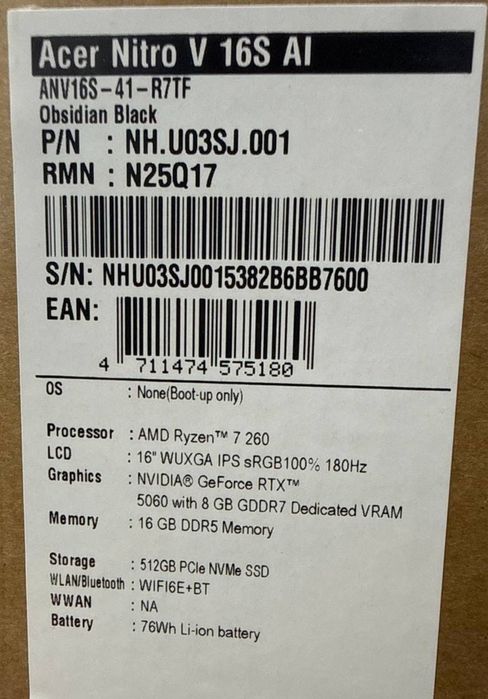 Acer Nitro V 16S AI
ANV16S-41-R7TF
Obsidian Black
P/N : NH.U03SJ.001
RMN : N25Q17
S/N: NHU03SJ0015382B6BB7600
EAN:
4 711474 575180
OS : None(Boot-up only)
Processor : AMD Ryzen™ 7 260
LCD : 16" WUXGA IPS sRGB100% 180Hz
Graphics : NVIDIA® GeForce RTX™
5060 with 8 GB GDDR7 Dedicated VRAM
Memory : 16 GB DDR5 Memory
Storage : 512GB PCIe NVMe SSD
WLAN/Bluetooth : WIFI6E+BT
WWAN : NA
Battery : 76Wh Li-ion battery